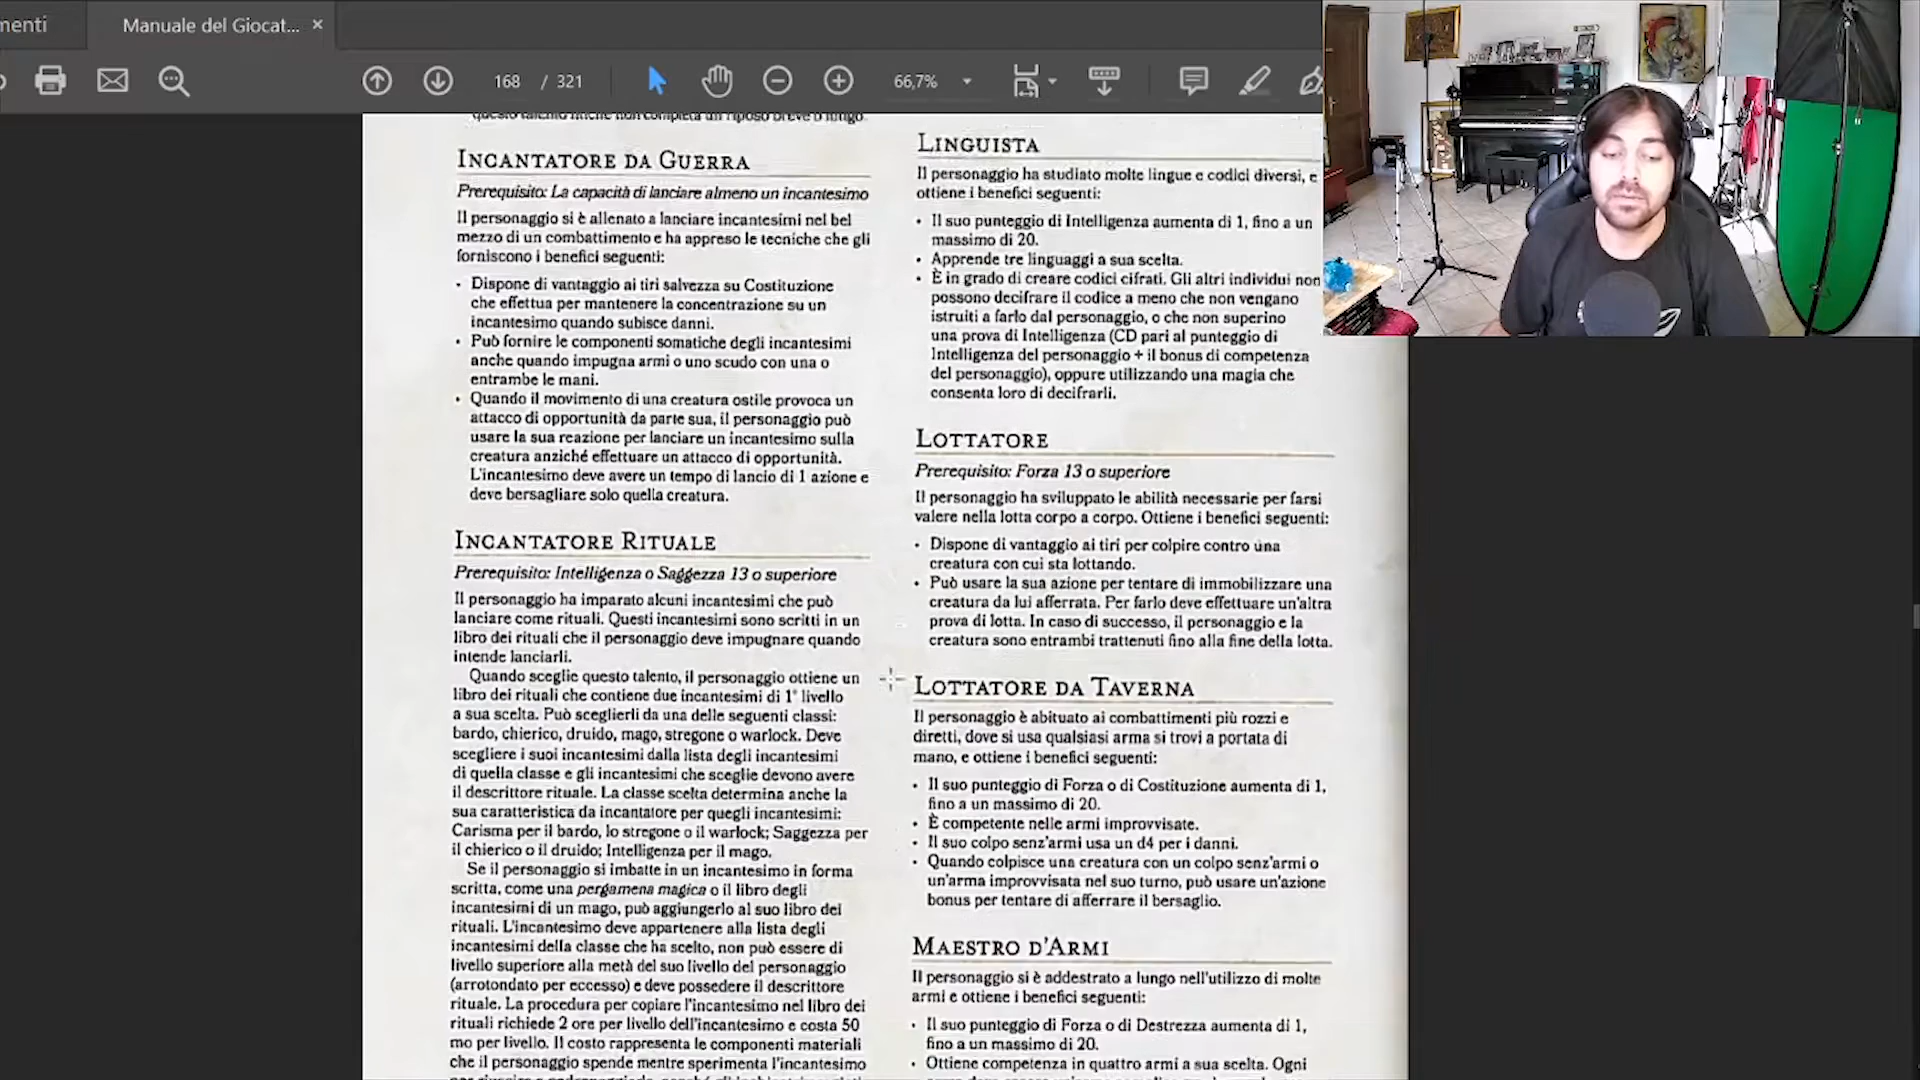 menti
Manuale del Giocat... ×
168 / 321
66,7%
questo talento finché non completa un riposo breve o lungo.
INCANTATORE DA GUERRA
Prerequisito: La capacità di lanciare almeno un incantesimo
Il personaggio si è allenato a lanciare incantesimi nel bel
mezzo di un combattimento e ha appreso le tecniche che gli
forniscono i benefici seguenti:
• Dispone di vantaggio ai tiri salvezza su Costituzione
che effettua per mantenere la concentrazione su un
incantesimo quando subisce danni.
• Può fornire le componenti somatiche degli incantesimi
anche quando impugna armi o uno scudo con una o
entrambe le mani.
• Quando il movimento di una creatura ostile provoca un
attacco di opportunità da parte sua, il personaggio può
usare la sua reazione per lanciare un incantesimo sulla
creatura anziché effettuare un attacco di opportunità.
L'incantesimo deve avere un tempo di lancio di 1 azione e
deve bersagliare solo quella creatura.
INCANTATORE RITUALE
Prerequisito: Intelligenza o Saggezza 13 o superiore
Il personaggio ha imparato alcuni incantesimi che può
lanciare come rituali. Questi incantesimi sono scritti in un
libro dei rituali che il personaggio deve impugnare quando
intende lanciarli.
Quando sceglie questo talento, il personaggio ottiene un
libro dei rituali che contiene due incantesimi di 1° livello
a sua scelta. Può sceglierli da una delle seguenti classi:
bardo, chierico, druido, mago, stregone o warlock. Deve
scegliere i suoi incantesimi dalla lista degli incantesimi
di quella classe e gli incantesimi che sceglie devono avere
il descrittore rituale. La classe scelta determina anche la
sua caratteristica da incantatore per quegli incantesimi:
Carisma per il bardo, lo stregone o il warlock; Saggezza per
il chierico o il druido; Intelligenza per il mago.
Se il personaggio si imbatte in un incantesimo in forma
scritta, come una pergamena magica o il libro degli
incantesimi di un mago, può aggiungerlo al suo libro dei
rituali. L'incantesimo deve appartenere alla lista degli
incantesimi della classe che ha scelto, non può essere di
livello superiore alla metà del suo livello del personaggio
(arrotondato per eccesso) e deve possedere il descrittore
rituale. La procedura per copiare l'incantesimo nel libro dei
rituali richiede 2 ore per livello dell'incantesimo e costa 50
mo per livello. Il costo rappresenta le componenti materiali
che il personaggio spende mentre sperimenta l'incantesimo
LINGUISTA
Il personaggio ha studiato molte lingue e codici diversi, e
ottiene i benefici seguenti:
• Il suo punteggio di Intelligenza aumenta di 1, fino a un
massimo di 20.
• Apprende tre linguaggi a sua scelta.
• È in grado di creare codici cifrati. Gli altri individui non
possono decifrare il codice a meno che non vengano
istruiti a farlo dal personaggio, o che non superino
una prova di Intelligenza (CD pari al punteggio di
Intelligenza del personaggio + il bonus di competenza
del personaggio), oppure utilizzando una magia che
consenta loro di decifrarli.
LOTTATORE
Prerequisito: Forza 13 o superiore
Il personaggio ha sviluppato le abilità necessarie per farsi
valere nella lotta corpo a corpo. Ottiene i benefici seguenti:
• Dispone di vantaggio ai tiri per colpire contro una
creatura con cui sta lottando.
• Può usare la sua azione per tentare di immobilizzare una
creatura da lui afferrata. Per farlo deve effettuare un'altra
prova di lotta. In caso di successo, il personaggio e la
creatura sono entrambi trattenuti fino alla fine della lotta.
LOTTATORE DA TAVERNA
Il personaggio è abituato ai combattimenti più rozzi e
diretti, dove si usa qualsiasi arma si trovi a portata di
mano, e ottiene i benefici seguenti:
• Il suo punteggio di Forza o di Costituzione aumenta di 1,
fino a un massimo di 20.
• È competente nelle armi improvvisate.
• Il suo colpo senz'armi usa un d4 per i danni.
• Quando colpisce una creatura con un colpo senz'armi o
un'arma improvvisata nel suo turno, può usare un'azione
bonus per tentare di afferrare il bersaglio.
MAESTRO D'ARMI
Il personaggio si è addestrato a lungo nell'utilizzo di molte
armi e ottiene i benefici seguenti:
• Il suo punteggio di Forza o di Destrezza aumenta di 1,
fino a un massimo di 20.
• Ottiene competenza in quattro armi a sua scelta. Ogni